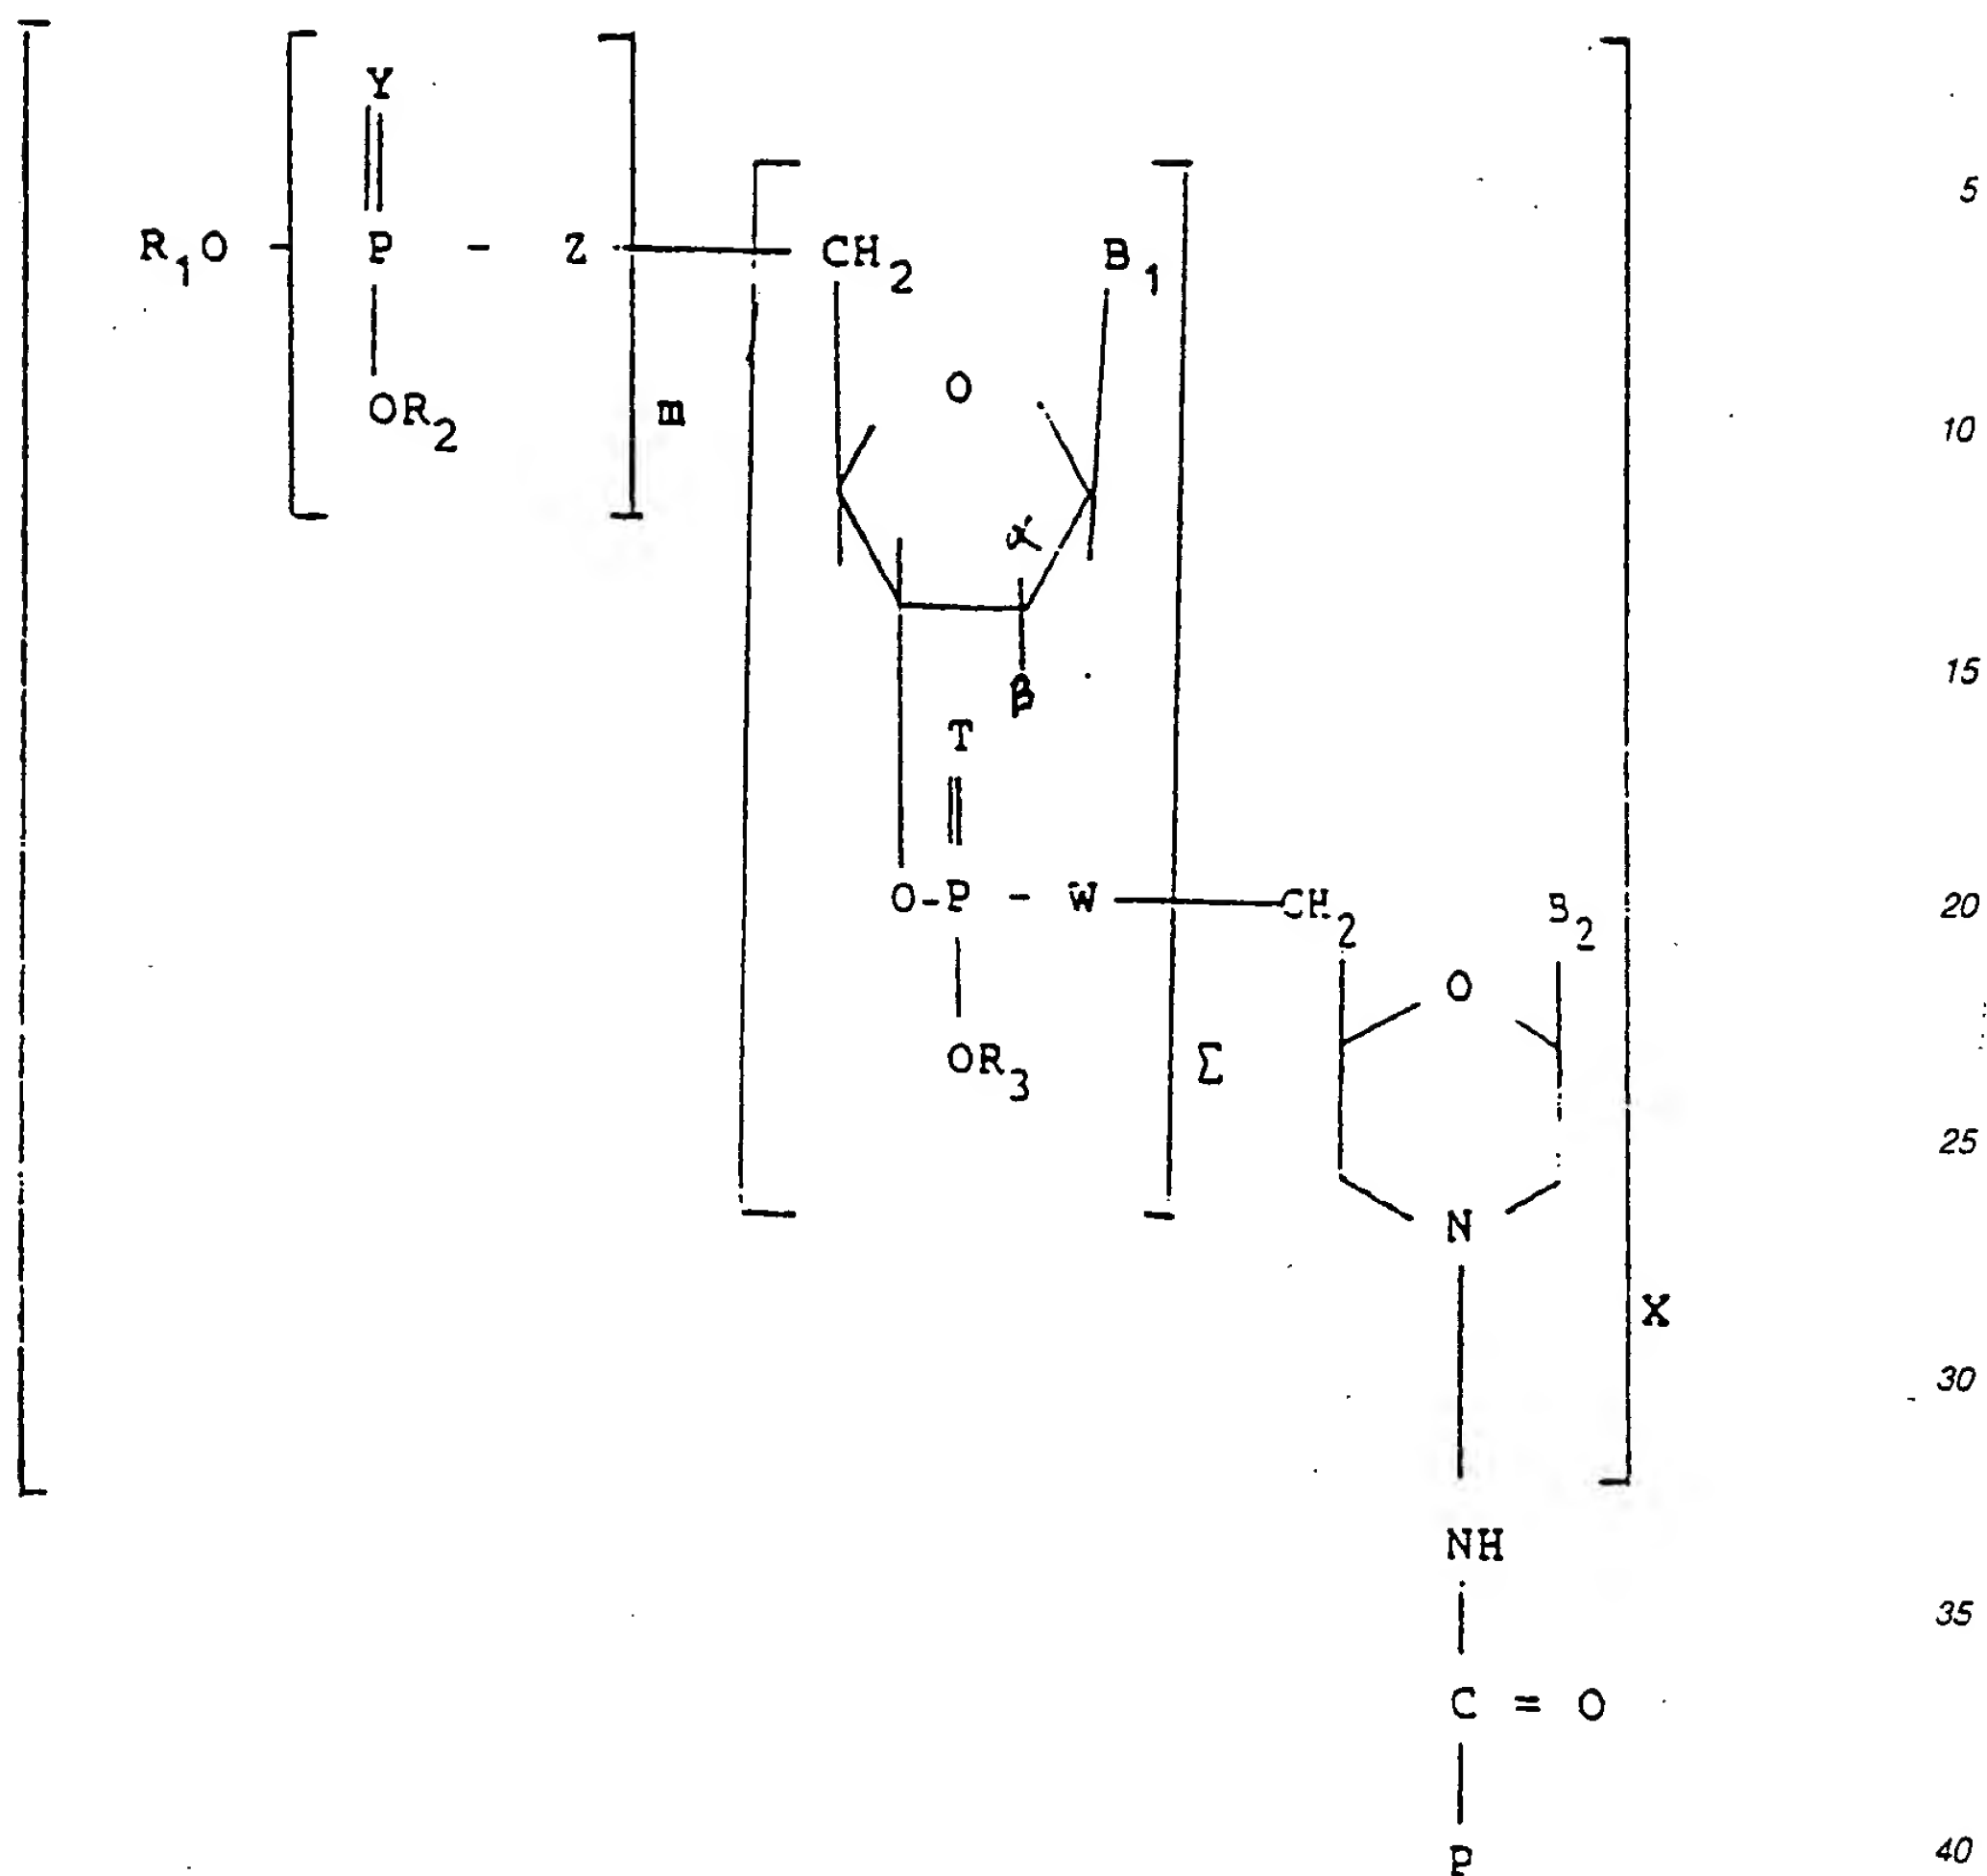 Y
5
R₁O - P - Z CH₂ B₁
O
OR₂ m
10
α
15
β
T
O-P - W CH₂ B₂
20
O
OR₃ Σ
25
N
X
30
NH
35
C = O
P
40